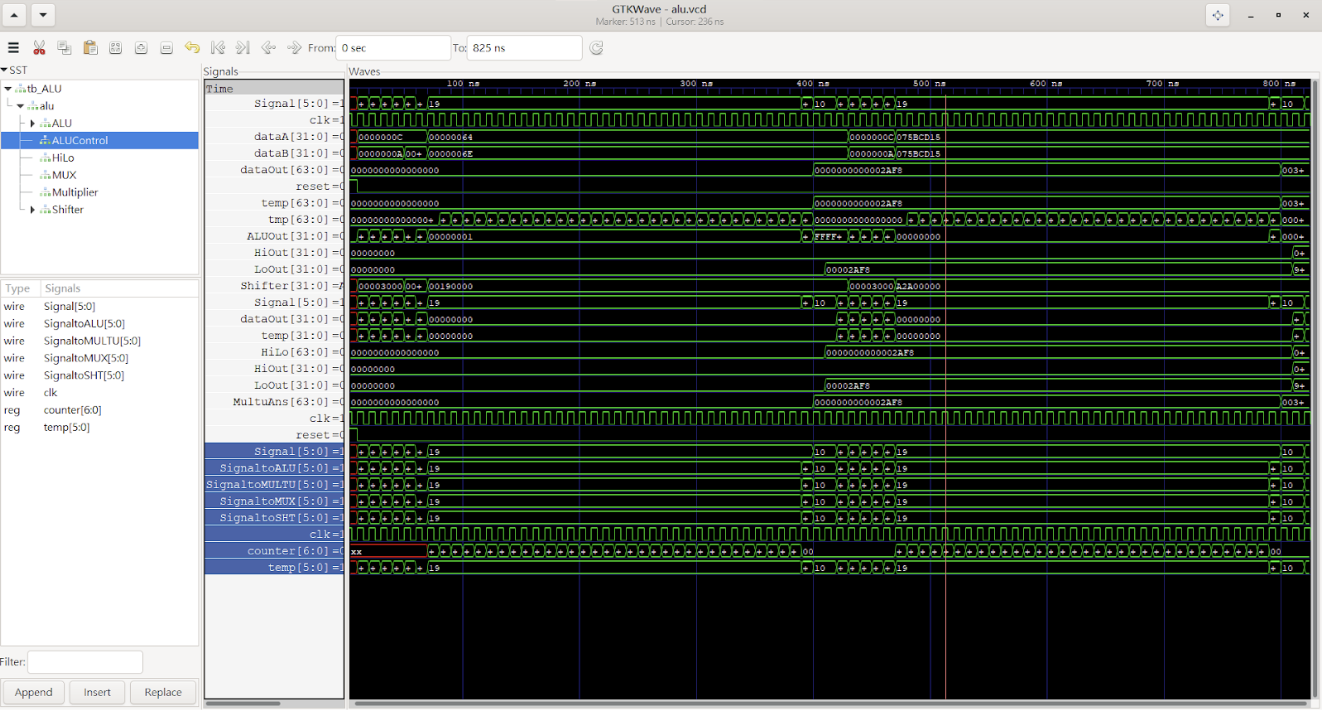 GTKWave - alu.vcd
Marker: 513 ns | Cursor: 236 ns
From: 0 sec To: 825 ns
SST
tb_ALU
alu
ALU
ALUControl
HiLo
MUX
Multiplier
Shifter
Type Signals
wire Signal[5:0]
wire SignaltoALU[5:0]
wire SignaltoMULTU[5:0]
wire SignaltoMUX[5:0]
wire SignaltoSHT[5:0]
wire clk
reg counter[6:0]
reg temp[5:0]
Filter:
Append Insert Replace
Signals Waves
Time 100 ns 200 ns 300 ns 400 ns 500 ns 600 ns 700 ns 800 ns
Signal[5:0] =1 + + + + + + 19 + 10 + + + + + 19 + 10
clk=1
dataA[31:0] =0 0000000C 00000064 0000000C 075BCD15
dataB[31:0] =0 0000000A 00+ 0000006E 0000000A 075BCD15
dataOut[63:0] =0 0000000000000000 0000000000002AF8 003+
reset=0
temp[63:0] =0 0000000000000000 0000000000002AF8 003+
tmp[63:0] =0 0000000000000+ + + + + + + + + + + + + + + + + + + + + + + + + + + + + + + + 0000000000000000 + + + + + + + + + + + + + + + + + + + + + + + + + + + + + + + 000+
ALUOut[31:0] =0 + + + + + + 00000001 + FFFF+ + + + + 00000000 + 000+
HiOut[31:0] =0 00000000 0+
LoOut[31:0] =0 00000000 00002AF8 9+
Shifter[31:0] =A 00003000 00+ 00190000 00003000 A2A00000
Signal[5:0] =1 + + + + + + 19 + 10 + + + + + 19 + 10
dataOut[31:0] =0 + + + + + + 00000000 + + + + + 00000000 +
temp[31:0] =0 + + + + + + 00000000 + + + + + 00000000 +
HiLo[63:0] =0 0000000000000000 0000000000002AF8 0+
HiOut[31:0] =0 00000000 0+
LoOut[31:0] =0 00000000 00002AF8 9+
MultuAns[63:0] =0 0000000000000000 0000000000002AF8 003+
clk=1
reset=0
Signal[5:0] =1 + + + + + + 19 10 + + + + + 19 10
SignaltoALU[5:0] =1 + + + + + + 19 + 10 + + + + + 19 + 10
SignaltoMULTU[5:0] =1 + + + + + + 19 + 10 + + + + + 19 + 10
SignaltoMUX[5:0] =1 + + + + + + 19 + 10 + + + + + 19 + 10
SignaltoSHT[5:0] =1 + + + + + + 19 + 10 + + + + + 19 + 10
clk=1
counter[6:0] =0 xx + + + + + + + + + + + + + + + + + + + + + + + + + + + + + + + + 00 + + + + + + + + + + + + + + + + + + + + + + + + + + + + + + + + 00
temp[5:0] =1 + + + + + + 19 + 10 + + + + + 19 + 10